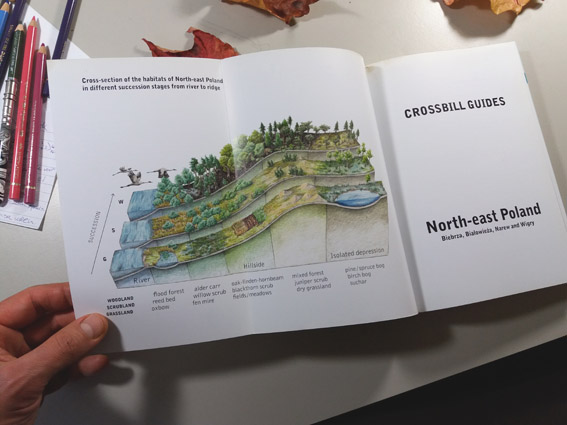 Cross-section of the habitats of North-east Poland
in different succession stages from river to ridge
SUCCESSION
W
S
G
River
Hillside
Isolated depression
WOODLAND
SCRUBLAND
GRASSLAND
flood forest
reed bed
oxbow
alder carr
willow scrub
fen mire
oak/linden-hornbeam
blackthorn scrub
fields/meadows
mixed forest
juniper scrub
dry grassland
pine/spruce bog
birch bog
CROSSBILL GUIDES
North-east Poland
Biebrza, Białowieża, Narew and Wigry